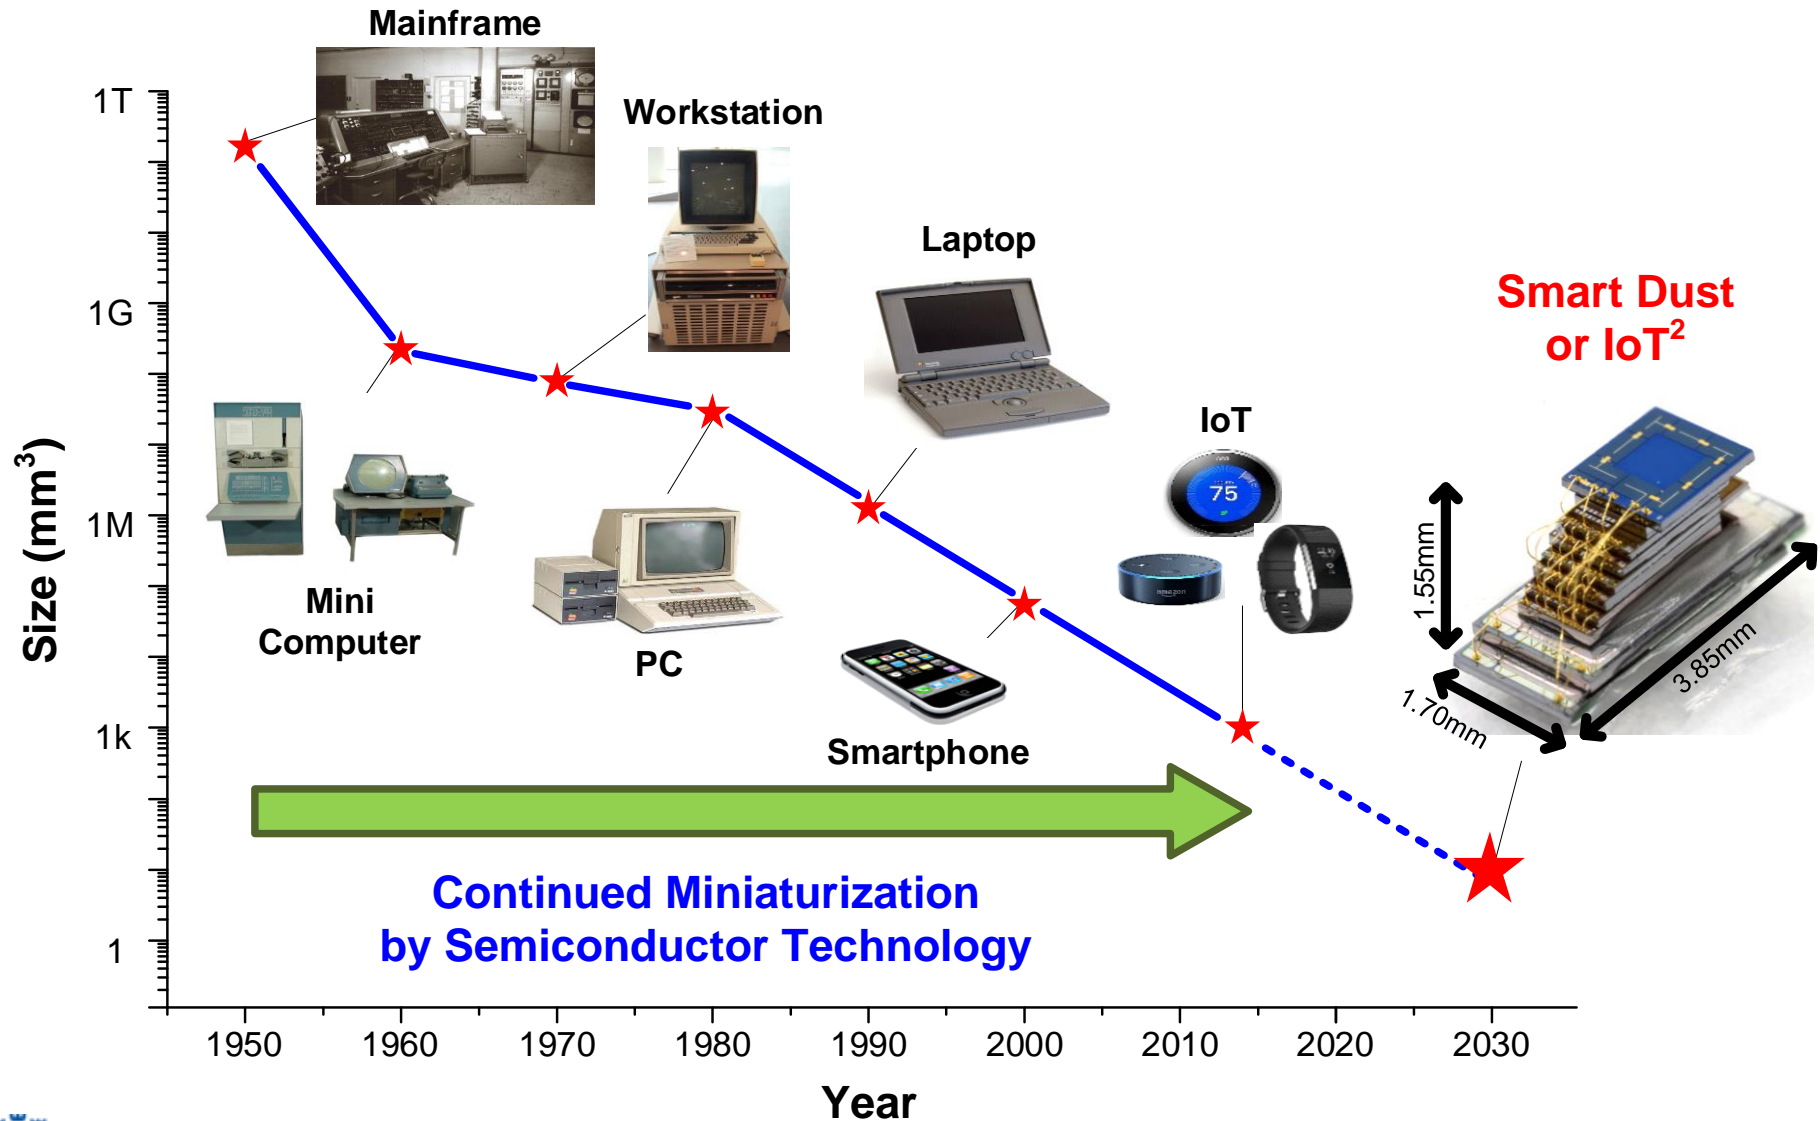 Mainframe
1T
Workstation
Laptop
1G
Smart Dust
or IoT²
IoT
75
1M
Size (mm³)
amazon
1.55mm
3.85mm
1.70mm
Mini
Computer
PC
1k
Smartphone
Continued Miniaturization
by Semiconductor Technology
1
1950 1960 1970 1980 1990 2000 2010 2020 2030
Year